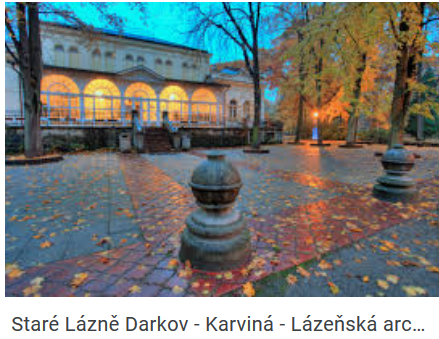 Staré Lázně Darkov - Karviná - Lázeňská arc…